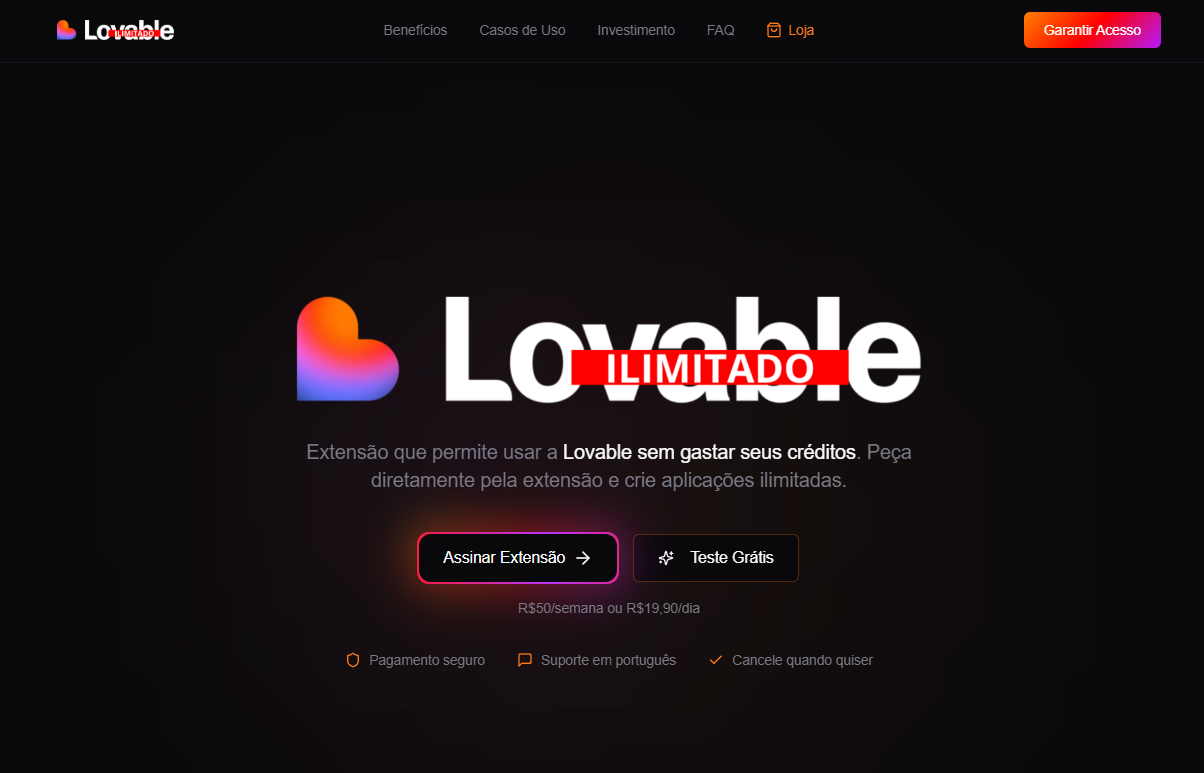 Lovable
ILIMITADO
Benefícios
Casos de Uso
Investimento
FAQ
Loja
Garantir Acesso
Lovable
ILIMITADO
Extensão que permite usar a Lovable sem gastar seus créditos. Peça
diretamente pela extensão e crie aplicações ilimitadas.
Assinar Extensão
Teste Grátis
R$50/semana ou R$19,90/dia
Pagamento seguro
Suporte em português
Cancele quando quiser